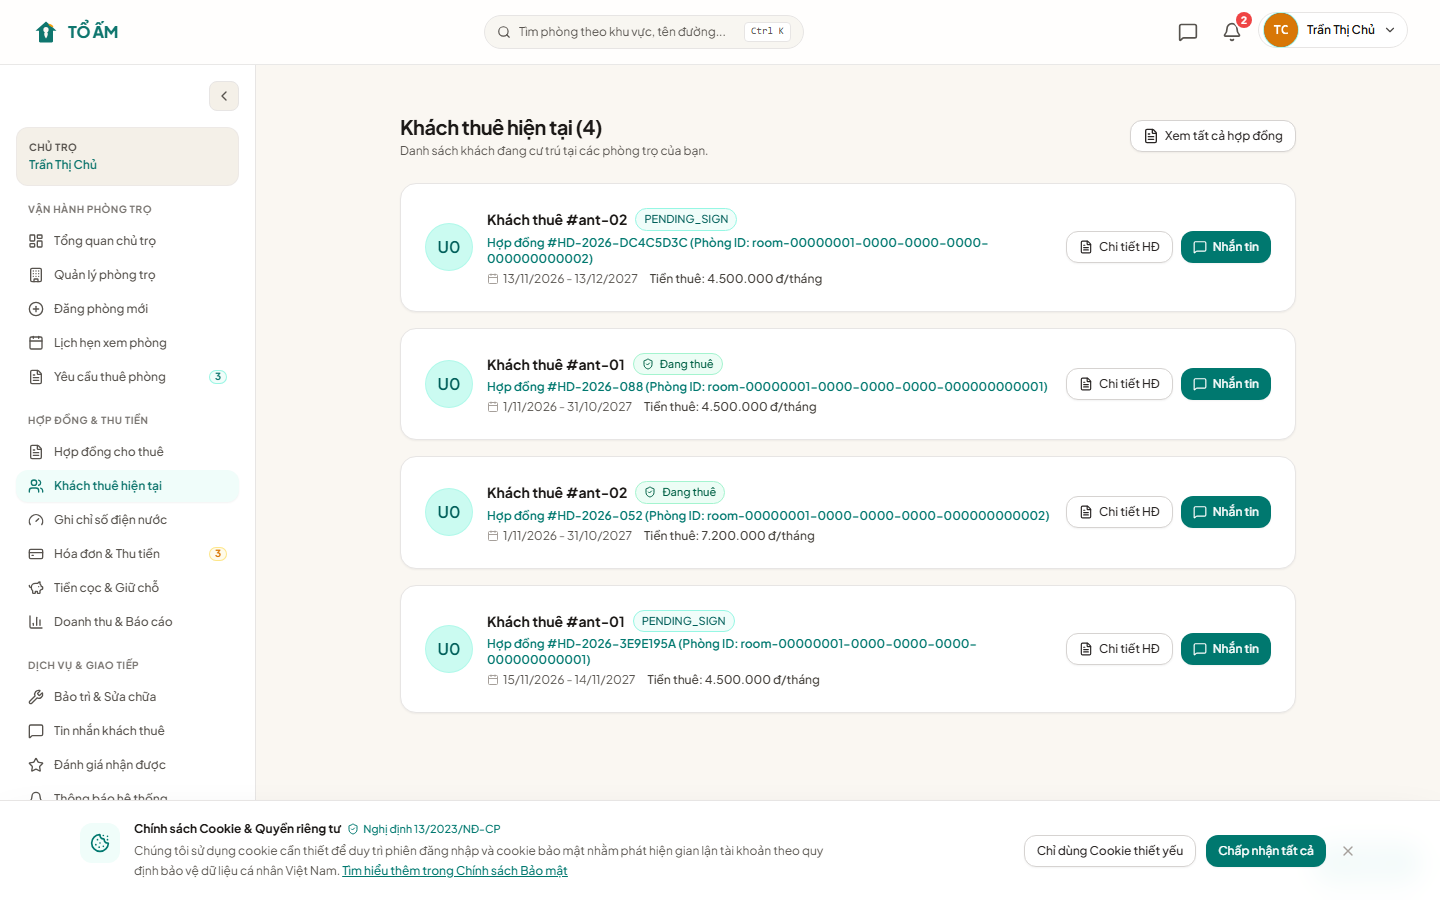 TỔ ẤM
Tìm phòng theo khu vực, tên đường...
Ctrl K
2
TC
Trần Thị Chủ
CHỦ TRỌ
Trần Thị Chủ
VẬN HÀNH PHÒNG TRỌ
Tổng quan chủ trọ
Quản lý phòng trọ
Đăng phòng mới
Lịch hẹn xem phòng
Yêu cầu thuê phòng 3
HỢP ĐỒNG & THU TIỀN
Hợp đồng cho thuê
Khách thuê hiện tại
Ghi chỉ số điện nước
Hóa đơn & Thu tiền 3
Tiền cọc & Giữ chỗ
Doanh thu & Báo cáo
DỊCH VỤ & GIAO TIẾP
Bảo trì & Sửa chữa
Tin nhắn khách thuê
Đánh giá nhận được
Thông báo hệ thống
Khách thuê hiện tại (4)
Danh sách khách đang cư trú tại các phòng trọ của bạn.
Xem tất cả hợp đồng
U0
Khách thuê #ant-02 PENDING_SIGN
Hợp đồng #HD-2026-DC4C5D3C (Phòng ID: room-00000001-0000-0000-0000-
000000000002)
13/11/2026 - 13/12/2027 Tiền thuê: 4.500.000 đ/tháng
Chi tiết HĐ
Nhắn tin
U0
Khách thuê #ant-01 Đang thuê
Hợp đồng #HD-2026-088 (Phòng ID: room-00000001-0000-0000-0000-000000000001)
1/11/2026 - 31/10/2027 Tiền thuê: 4.500.000 đ/tháng
Chi tiết HĐ
Nhắn tin
U0
Khách thuê #ant-02 Đang thuê
Hợp đồng #HD-2026-052 (Phòng ID: room-00000001-0000-0000-0000-000000000002)
1/11/2026 - 31/10/2027 Tiền thuê: 7.200.000 đ/tháng
Chi tiết HĐ
Nhắn tin
U0
Khách thuê #ant-01 PENDING_SIGN
Hợp đồng #HD-2026-3E9E195A (Phòng ID: room-00000001-0000-0000-0000-
000000000001)
15/11/2026 - 14/11/2027 Tiền thuê: 4.500.000 đ/tháng
Chi tiết HĐ
Nhắn tin
Chính sách Cookie & Quyền riêng tư Nghị định 13/2023/NĐ-CP
Chúng tôi sử dụng cookie cần thiết để duy trì phiên đăng nhập và cookie bảo mật nhằm phát hiện gian lận tài khoản theo quy
định bảo vệ dữ liệu cá nhân Việt Nam. Tìm hiểu thêm trong Chính sách Bảo mật
Chỉ dùng Cookie thiết yếu
Chấp nhận tất cả